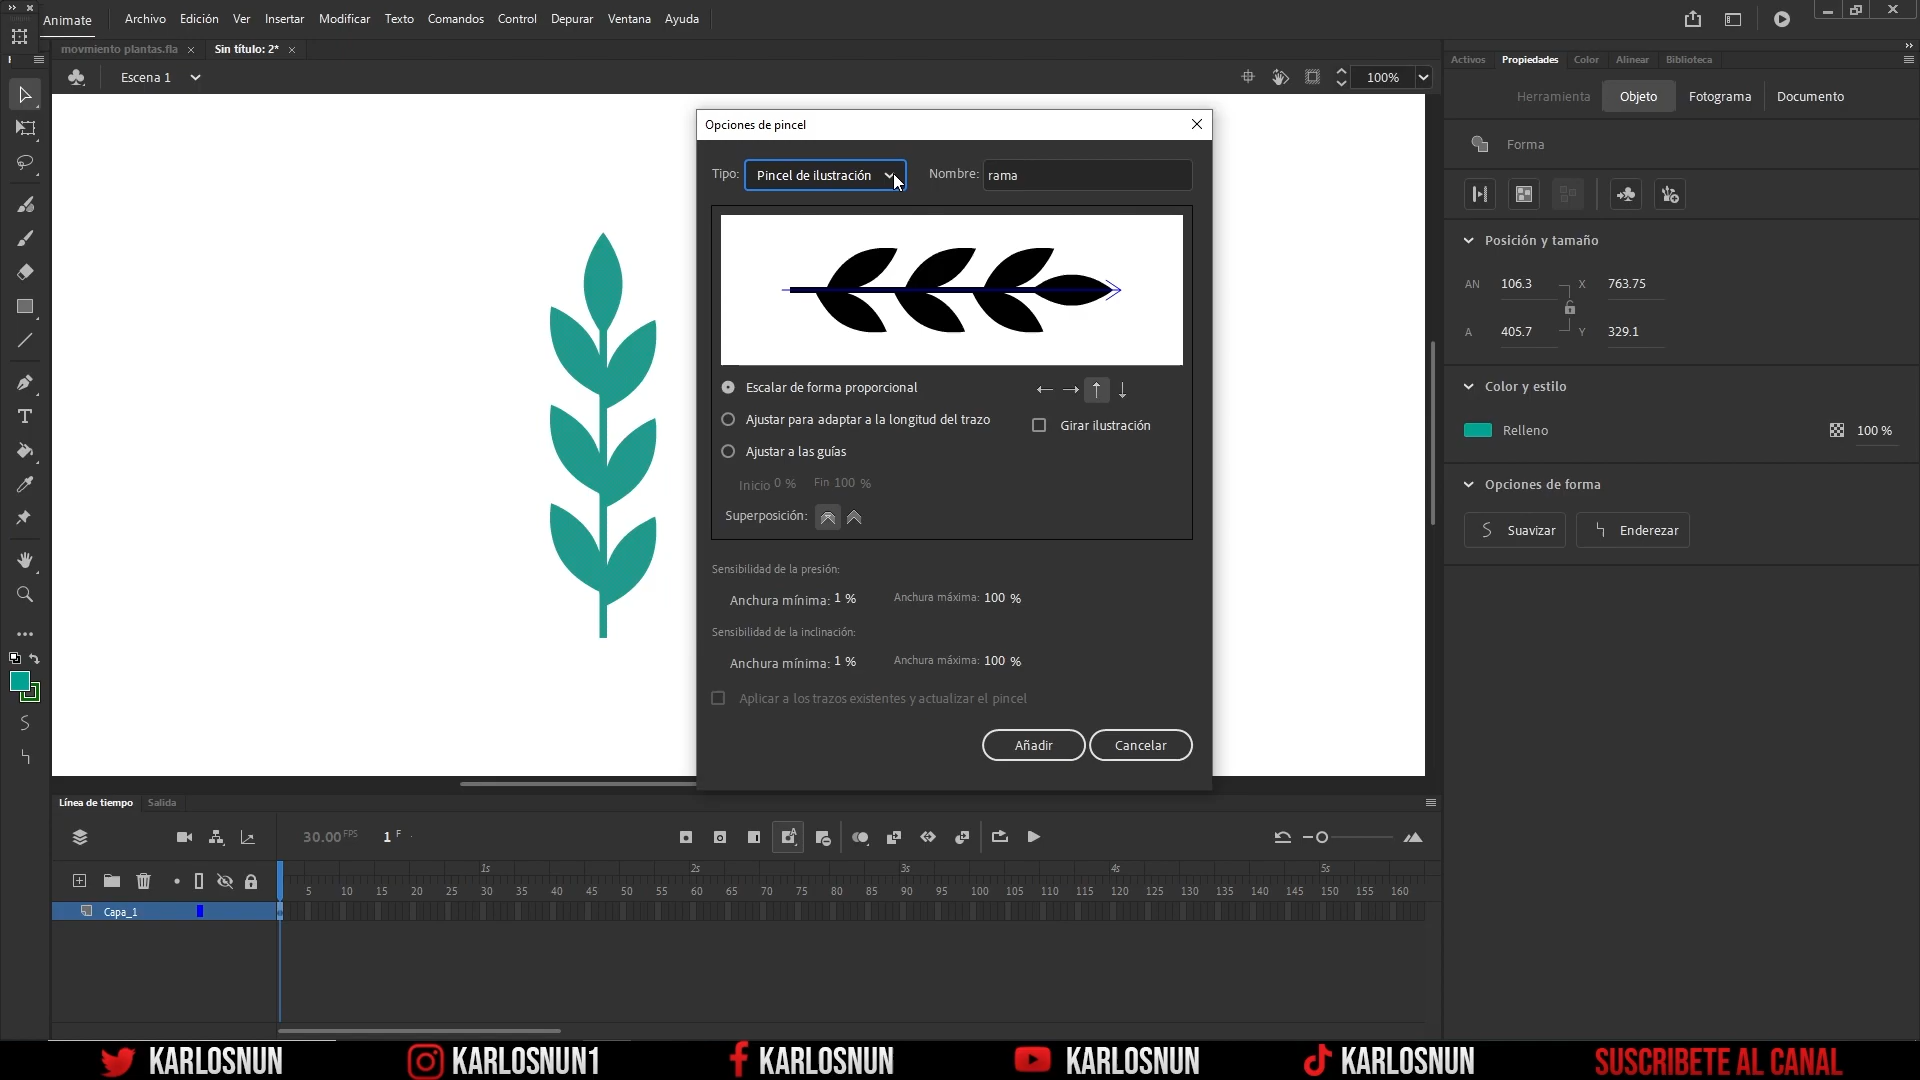 Animate
Archivo Edición Ver Insertar Modificar Texto Comandos Control Depurar Ventana Ayuda
movmiento plantas.fla
Sin título: 2*
Escena 1
100%
Activos Propiedades Color Alinear Biblioteca
Herramienta Objeto Fotograma Documento
Forma
Posición y tamaño
AN 106.3 X 763.75
A 405.7 Y 329.1
Color y estilo
Relleno 100 %
Opciones de forma
Suavizar Enderezar
Opciones de pincel
Tipo: Pincel de ilustración Nombre: rama
Escalar de forma proporcional
Ajustar para adaptar a la longitud del trazo
Girar ilustración
Ajustar a las guías
Inicio 0 % Fin 100 %
Superposición:
Sensibilidad de la presión:
Anchura mínima: 1 % Anchura máxima: 100 %
Sensibilidad de la inclinación:
Anchura mínima: 1 % Anchura máxima: 100 %
Aplicar a los trazos existentes y actualizar el pincel
Añadir Cancelar
Línea de tiempo Salida
30.00 FPS 1 F
1s 2s 3s 4s 5s
5 10 15 20 25 30 35 40 45 50 55 60 65 70 75 80 85 90 95 100 105 110 115 120 125 130 135 140 145 150 155 160
Capa_1
KARLOSNUN KARLOSNUN1 KARLOSNUN KARLOSNUN KARLOSNUN SUSCRIBETE AL CANAL